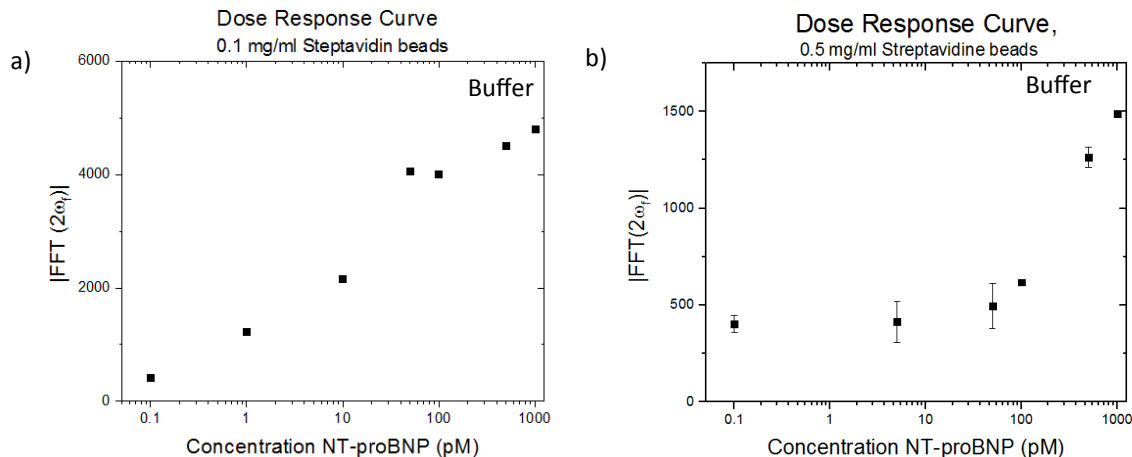 a)
Dose Response Curve
0.1 mg/ml Steptavidin beads
Buffer
6000
4000
2000
0
|FFT (2ωf)|
0.1 1 10 100 1000
Concentration NT-proBNP (pM)
b)
Dose Response Curve,
0.5 mg/ml Streptavidine beads
Buffer
1500
1000
500
0
|FFT(2ωf)|
0.1 1 10 100 1000
Concentration NT-proBNP (pM)